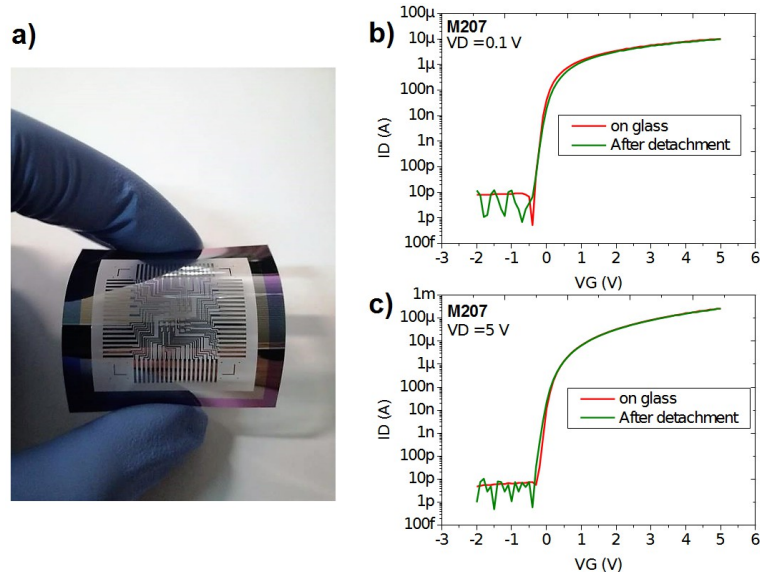 a)
b)
100μ
M207
VD =0.1 V
10μ
1μ
100n
10n
1n
100p
10p
1p
100f
ID (A)
on glass
After detachment
-3 -2 -1 0 1 2 3 4 5 6
VG (V)
c)
1m
M207
VD =5 V
100μ
10μ
1μ
100n
10n
1n
100p
10p
1p
100f
ID (A)
on glass
After detachment
-3 -2 -1 0 1 2 3 4 5 6
VG (V)